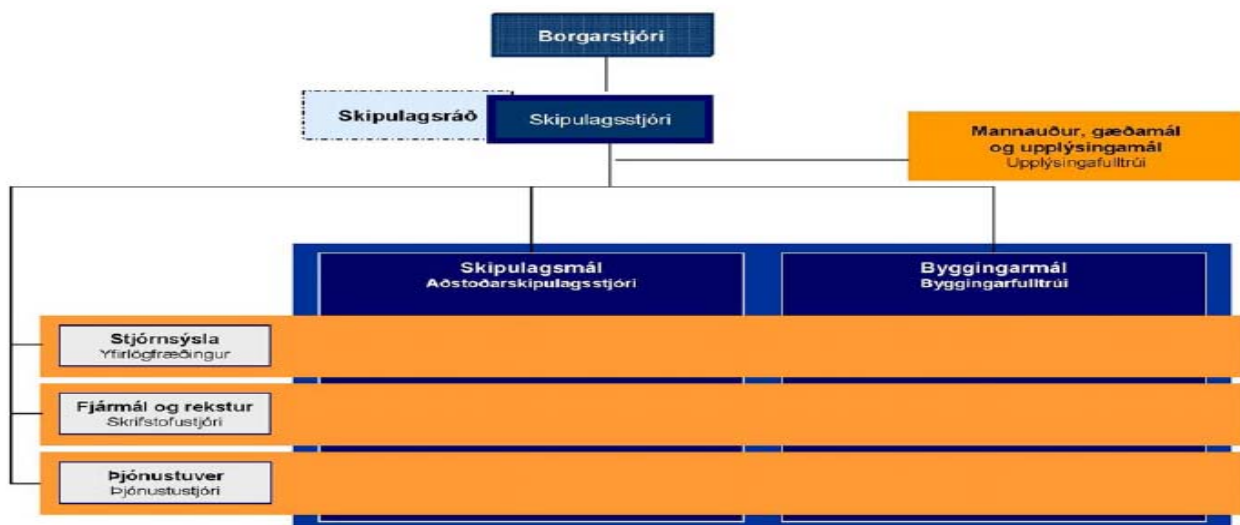 Borgarstjóri
Skipulagsráð
Skipulagsstjóri
Mannauður, gæðamál
og upplýsingamál
Upplýsingafulltrúi
Skipulagsmál
Aðstoðarskipulagsstjóri
Byggingarmál
Byggingarfulltrúi
Stjórnsýsla
Yfirlögfræðingur
Fjármál og rekstur
Skrifstofustjóri
Þjónustuver
Þjónustustjóri